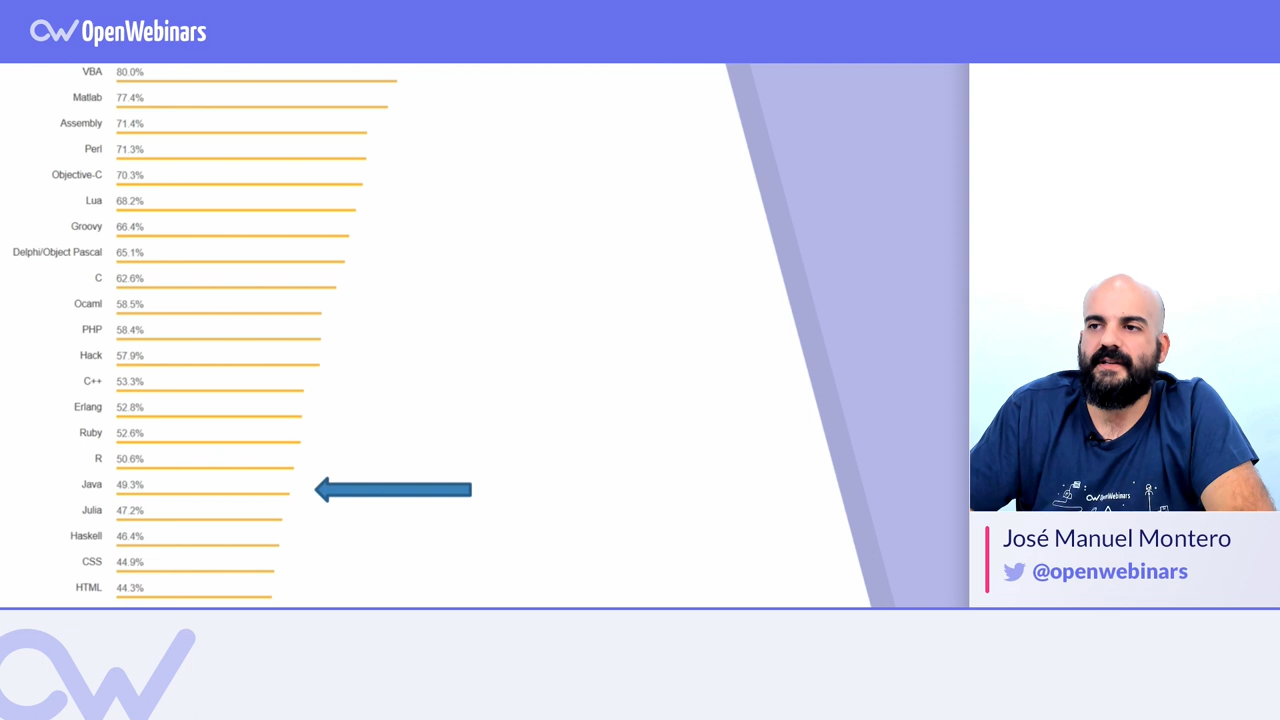 OpenWebinars
VBA 80.0%
Matlab 77.4%
Assembly 71.4%
Perl 71.3%
Objective-C 70.3%
Lua 68.2%
Groovy 66.4%
Delphi/Object Pascal 65.1%
C 62.6%
Ocaml 58.5%
PHP 58.4%
Hack 57.9%
C++ 53.3%
Erlang 52.8%
Ruby 52.6%
R 50.6%
Java 49.3%
Julia 47.2%
Haskell 46.4%
CSS 44.9%
HTML 44.3%
OpenWebinars
José Manuel Montero
@openwebinars